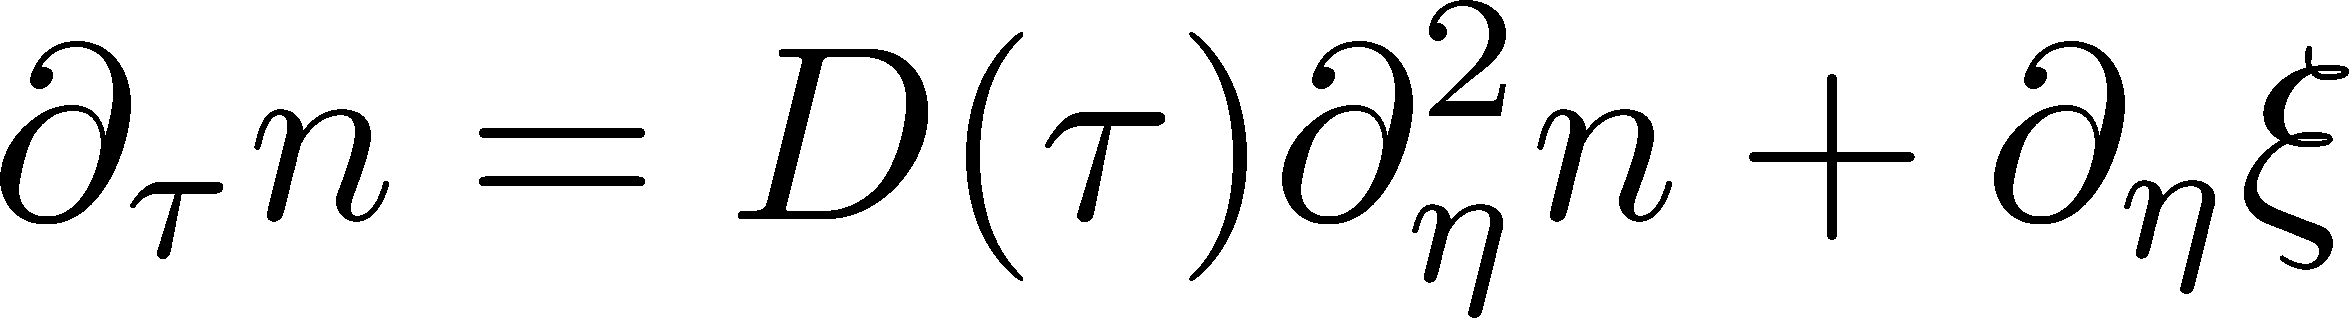 ∂_τ n = D(τ)∂_η^2 n + ∂_η ξ